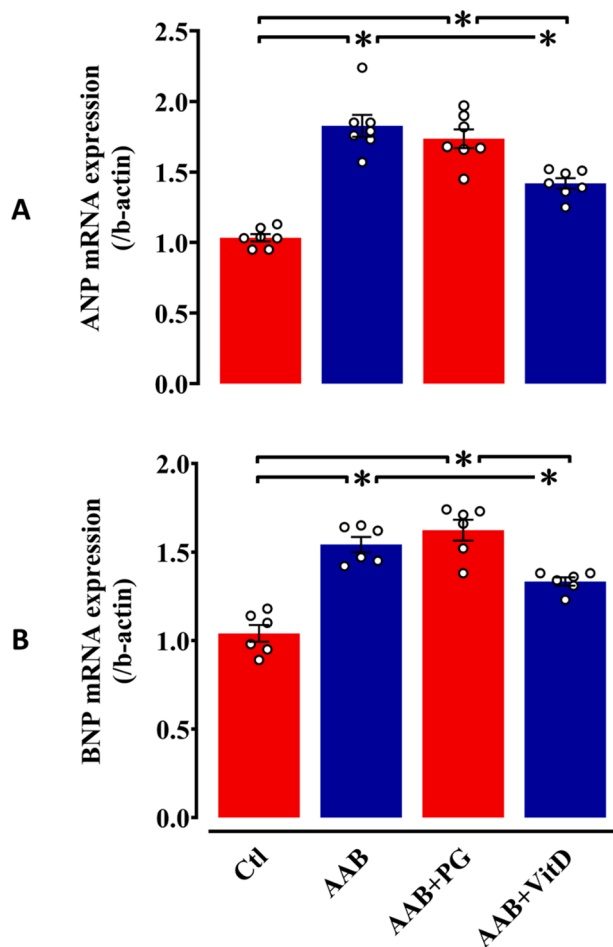 * *
* *
2.5
2.0
1.5
1.0
0.5
0.0
A
ANP mRNA expression
(/b-actin)
* *
* *
2.0
1.5
1.0
0.5
0.0
B
BNP mRNA expression
(/b-actin)
Ctl
AAB
AAB+PG
AAB+VitD